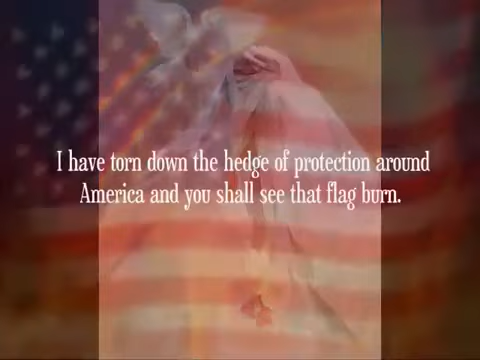 I have torn down the hedge of protection around
America and you shall see that flag burn.